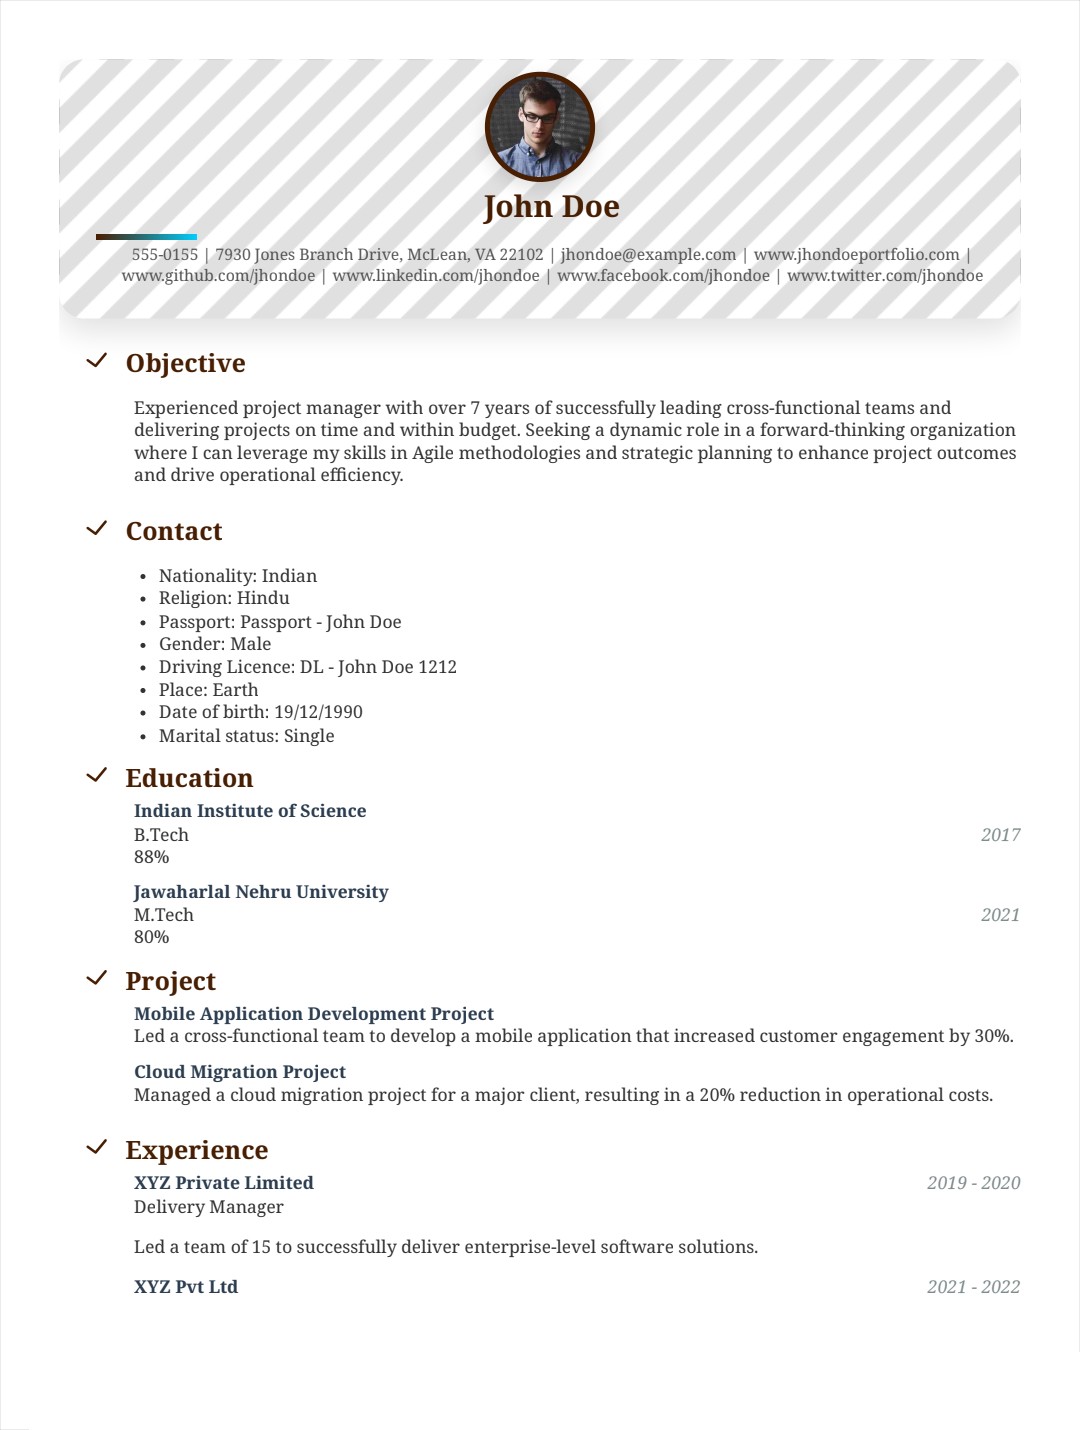 John Doe
555-0155 | 7930 Jones Branch Drive, McLean, VA 22102 | jhondoe@example.com | www.jhondoeportfolio.com |
www.github.com/jhondoe | www.linkedin.com/jhondoe | www.facebook.com/jhondoe | www.twitter.com/jhondoe
Objective
Experienced project manager with over 7 years of successfully leading cross-functional teams and
delivering projects on time and within budget. Seeking a dynamic role in a forward-thinking organization
where I can leverage my skills in Agile methodologies and strategic planning to enhance project outcomes
and drive operational efficiency.
Contact
• Nationality: Indian
• Religion: Hindu
• Passport: Passport - John Doe
• Gender: Male
• Driving Licence: DL - John Doe 1212
• Place: Earth
• Date of birth: 19/12/1990
• Marital status: Single
Education
Indian Institute of Science
B.Tech 2017
88%
Jawaharlal Nehru University
M.Tech 2021
80%
Project
Mobile Application Development Project
Led a cross-functional team to develop a mobile application that increased customer engagement by 30%.
Cloud Migration Project
Managed a cloud migration project for a major client, resulting in a 20% reduction in operational costs.
Experience
XYZ Private Limited 2019 - 2020
Delivery Manager
Led a team of 15 to successfully deliver enterprise-level software solutions.
XYZ Pvt Ltd 2021 - 2022